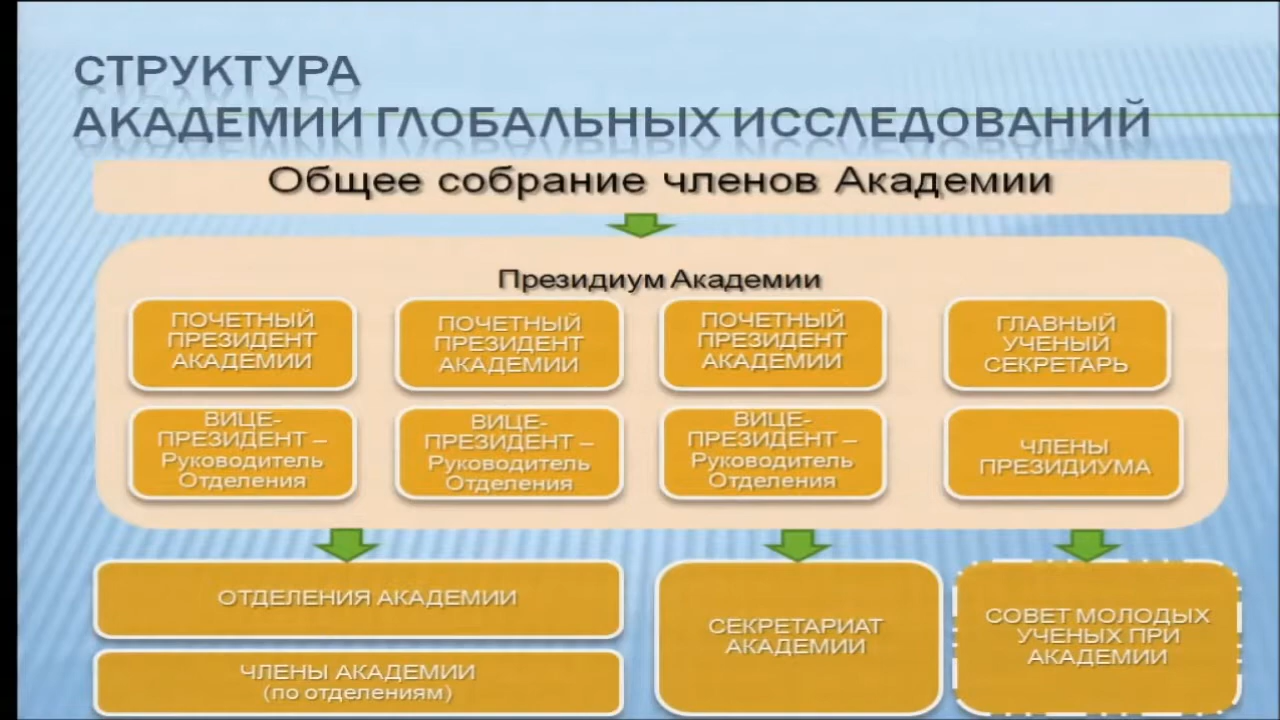 СТРУКТУРА
АКАДЕМИИ ГЛОБАЛЬНЫХ ИССЛЕДОВАНИЙ
Общее собрание членов Академии
Президиум Академии
ПОЧЕТНЫЙ
ПРЕЗИДЕНТ
АКАДЕМИИ
ПОЧЕТНЫЙ
ПРЕЗИДЕНТ
АКАДЕМИИ
ПОЧЕТНЫЙ
ПРЕЗИДЕНТ
АКАДЕМИИ
ГЛАВНЫЙ
УЧЕНЫЙ
СЕКРЕТАРЬ
ВИЦЕ-
ПРЕЗИДЕНТ –
Руководитель
Отделения
ВИЦЕ-
ПРЕЗИДЕНТ –
Руководитель
Отделения
ВИЦЕ-
ПРЕЗИДЕНТ –
Руководитель
Отделения
ЧЛЕНЫ
ПРЕЗИДИУМА
ОТДЕЛЕНИЯ АКАДЕМИИ
ЧЛЕНЫ АКАДЕМИИ
(по отделениям)
СЕКРЕТАРИАТ
АКАДЕМИИ
СОВЕТ МОЛОДЫХ
УЧЕНЫХ ПРИ
АКАДЕМИИ